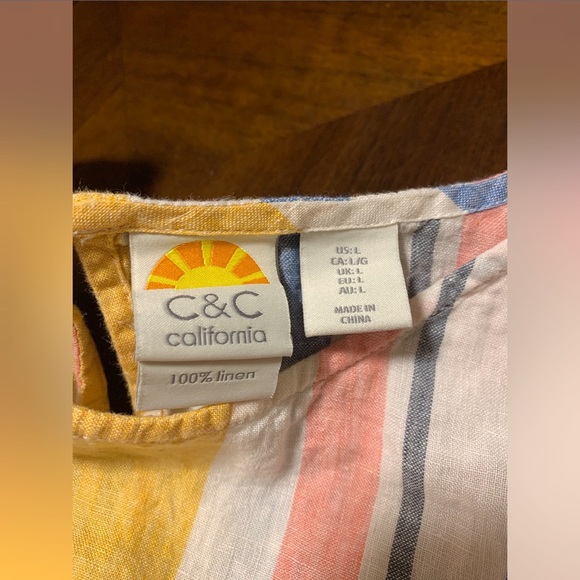 C&C
california
100% linen
US: L
CA: L/G
UK: L
EU: L
AU: L
MADE IN
CHINA